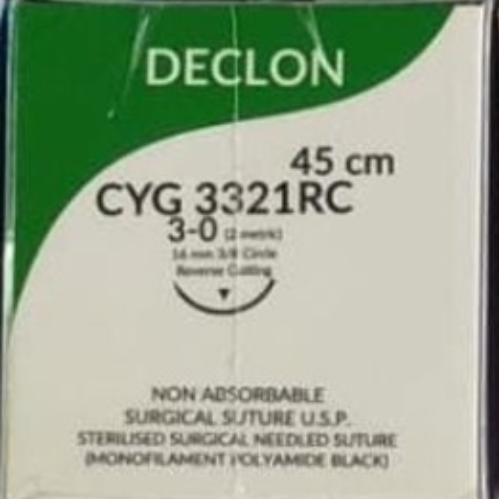 DECLON
45 cm
CYG 3321RC
3-0 (2 metric)
16 mm 3/8 Circle
Reverse Cutting
NON ABSORBABLE
SURGICAL SUTURE U.S.P.
STERILISED SURGICAL NEEDLED SUTURE
(MONOFILAMENT POLYAMIDE BLACK)